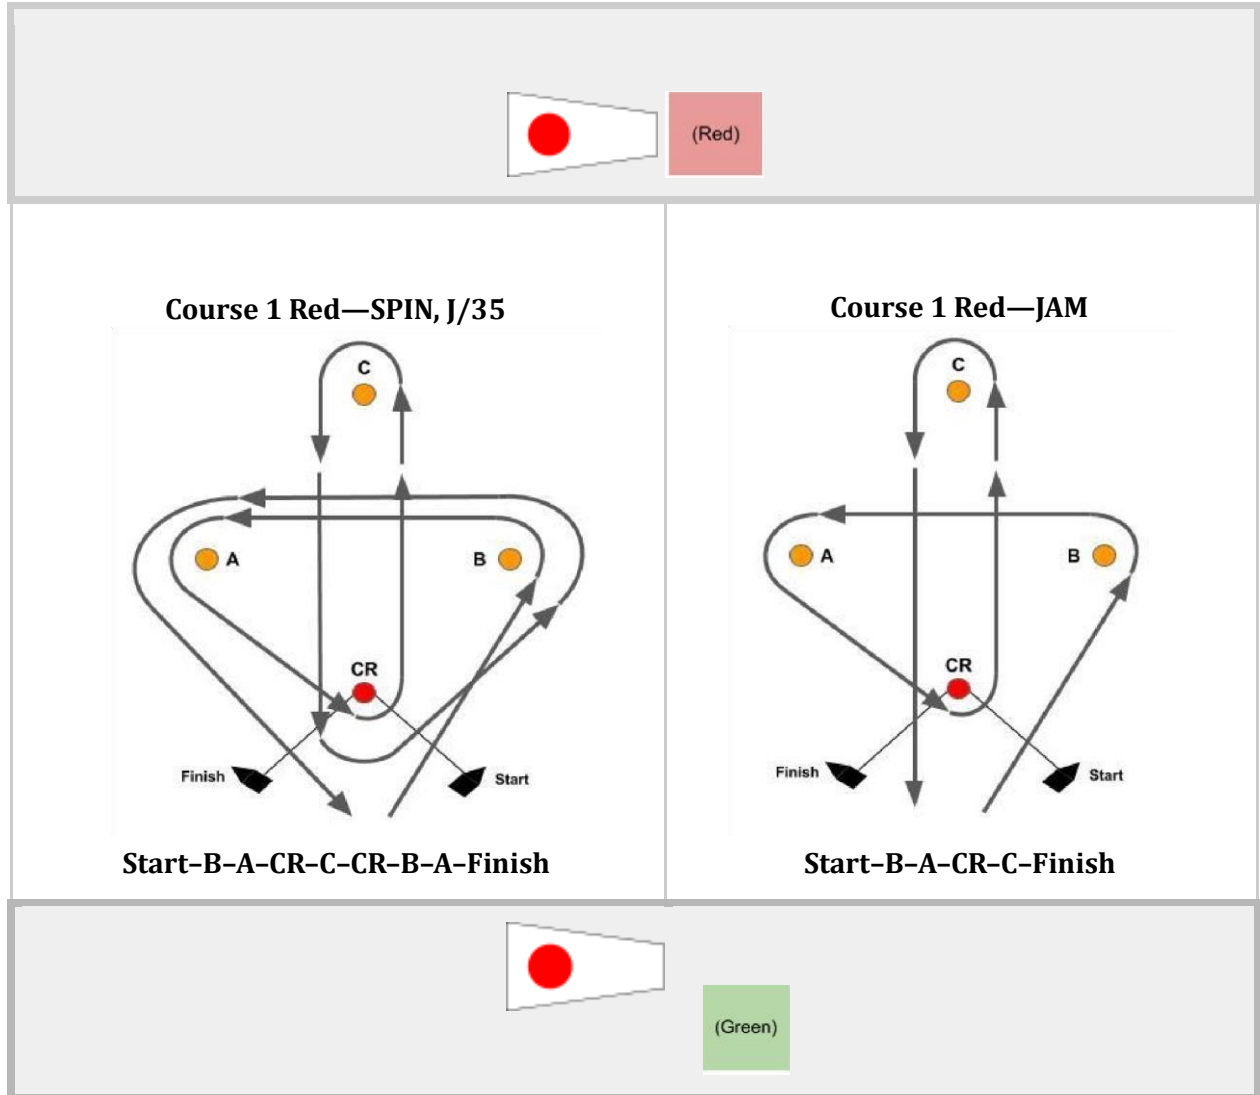 (Red)
Course 1 Red—SPIN, J/35
C
A
B
CR
Finish
Start
Start–B–A–CR–C–CR–B–A–Finish
Course 1 Red—JAM
C
A
B
CR
Finish
Start
Start–B–A–CR–C–Finish
(Green)